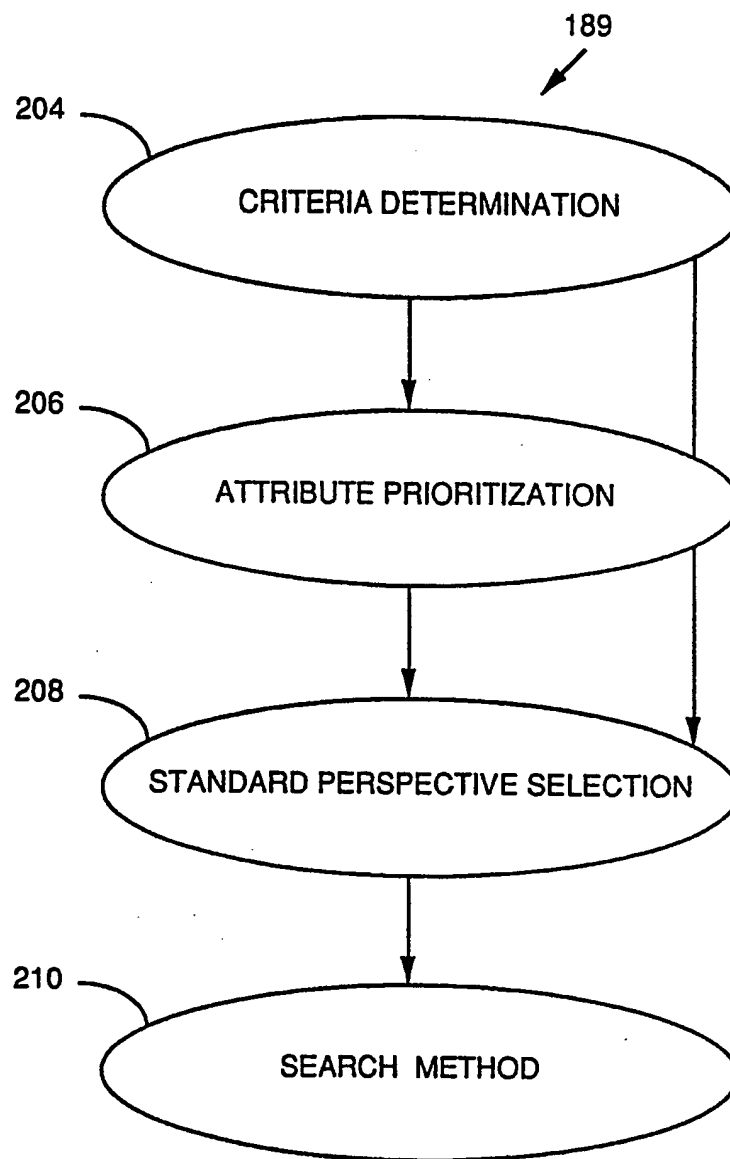 189
204
CRITERIA DETERMINATION
206
ATTRIBUTE PRIORITIZATION
208
STANDARD PERSPECTIVE SELECTION
210
SEARCH METHOD